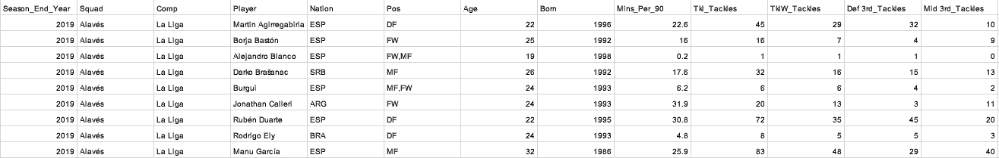 Season_End_Year Squad Comp Player Nation Pos Age Born Mins_Per_90 Tkl_Tackles TklW_Tackles Def 3rd_Tackles Mid 3rd_Tackles
2019 Alavés La Liga Martin Agirregabiria ESP DF 22 1996 22.6 45 29 32 10
2019 Alavés La Liga Borja Bastón ESP FW 25 1992 16 16 7 4 9
2019 Alavés La Liga Alejandro Blanco ESP FW,MF 19 1998 0.2 1 1 1 0
2019 Alavés La Liga Darko Brašanac SRB MF 26 1992 17.6 32 16 15 13
2019 Alavés La Liga Burgui ESP MF,FW 24 1993 6.2 6 6 4 2
2019 Alavés La Liga Jonathan Calleri ARG FW 24 1993 31.9 20 13 3 11
2019 Alavés La Liga Rubén Duarte ESP DF 22 1995 30.8 72 35 45 20
2019 Alavés La Liga Rodrigo Ely BRA DF 24 1993 4.8 8 5 5 3
2019 Alavés La Liga Manu García ESP MF 32 1986 25.9 83 48 29 40